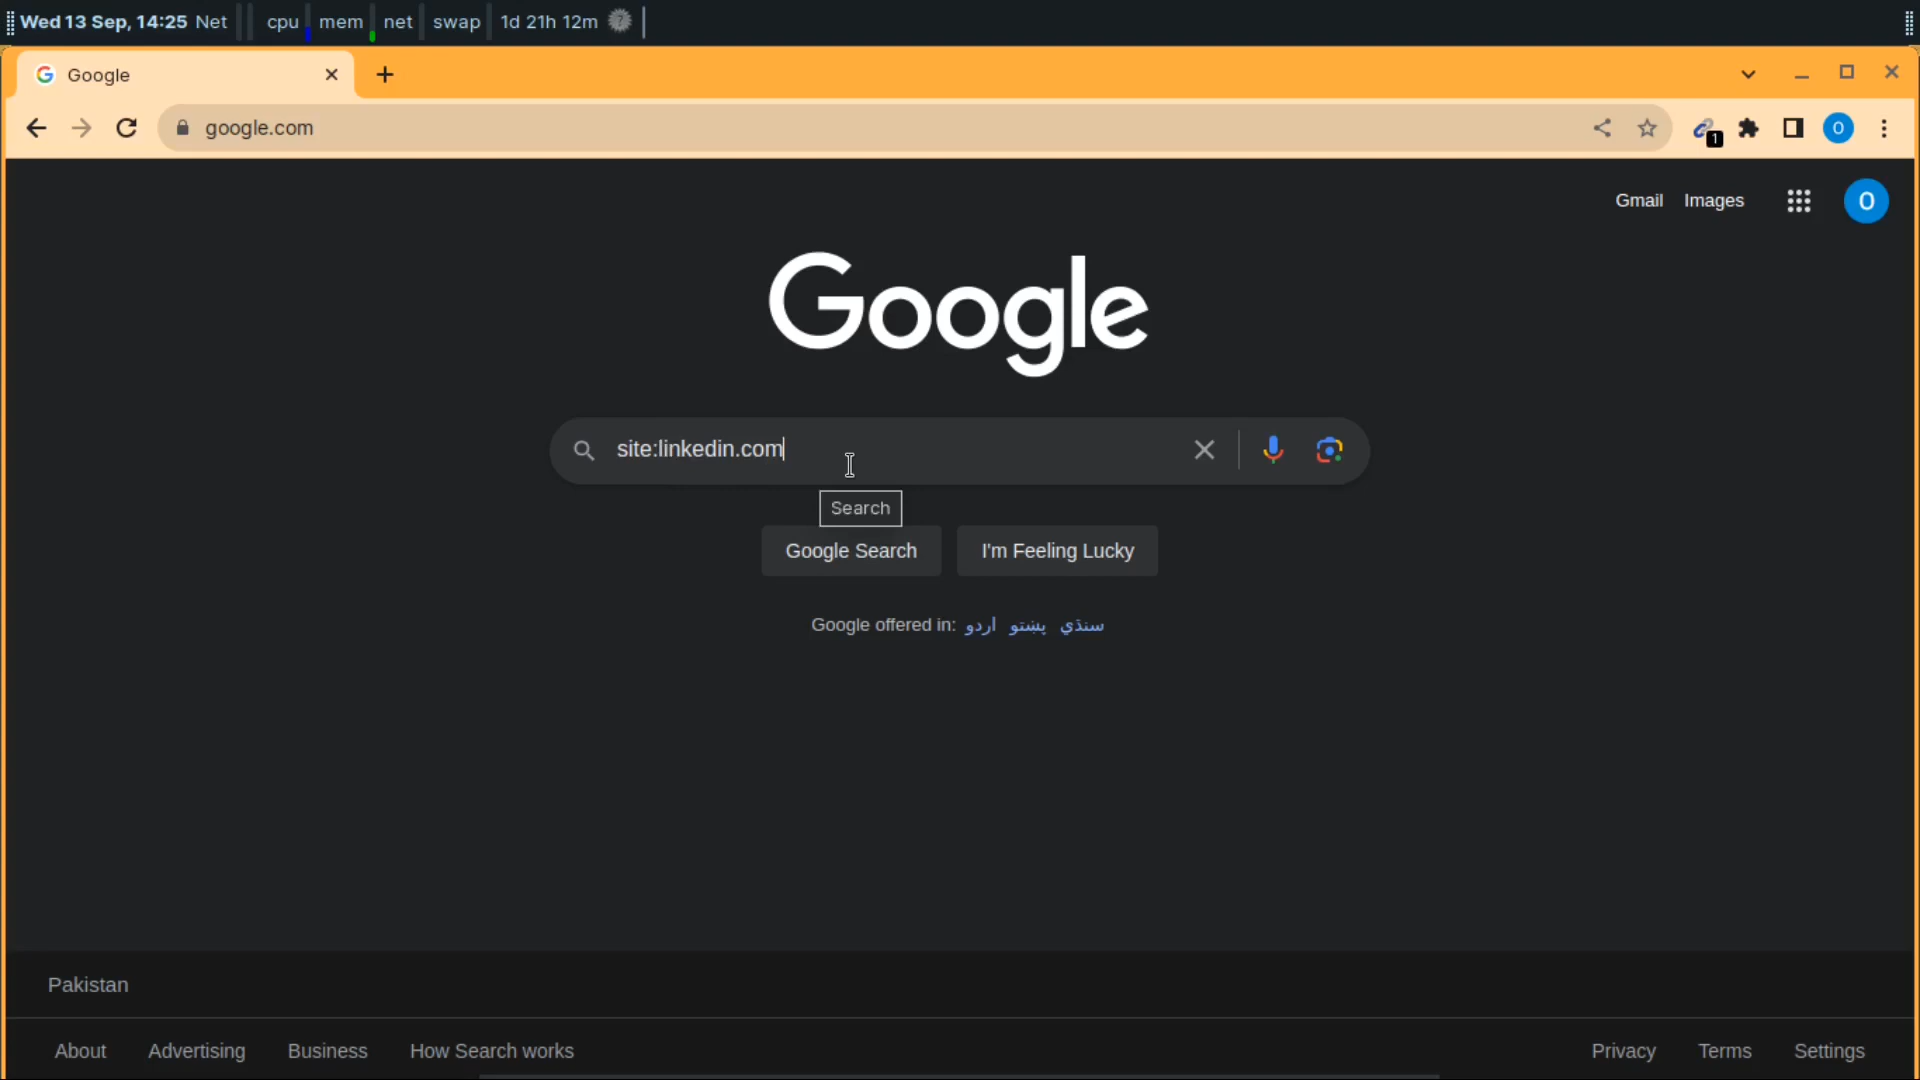 Wed 13 Sep, 14:25 Net cpu mem net swap 1d 21h 12m ?
Google
google.com
1
O
Gmail Images
O
Google
site:linkedin.com
Search
Google Search I'm Feeling Lucky
Google offered in: اردو پښتو سنڌي
Pakistan
About Advertising Business How Search works Privacy Terms Settings